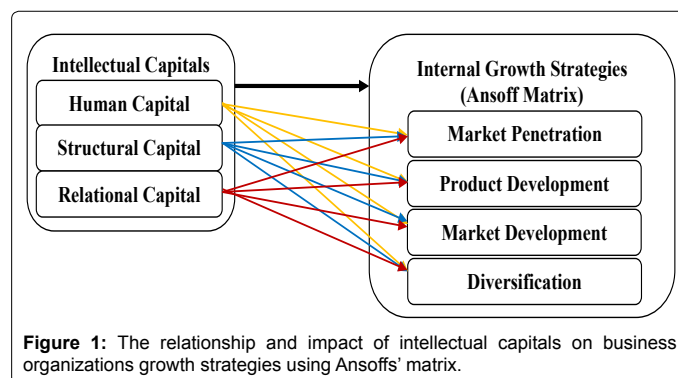 Intellectual Capitals
Human Capital
Structural Capital
Relational Capital
Internal Growth Strategies
(Ansoff Matrix)
Market Penetration
Product Development
Market Development
Diversification
Figure 1: The relationship and impact of intellectual capitals on business
organizations growth strategies using Ansoffs' matrix.